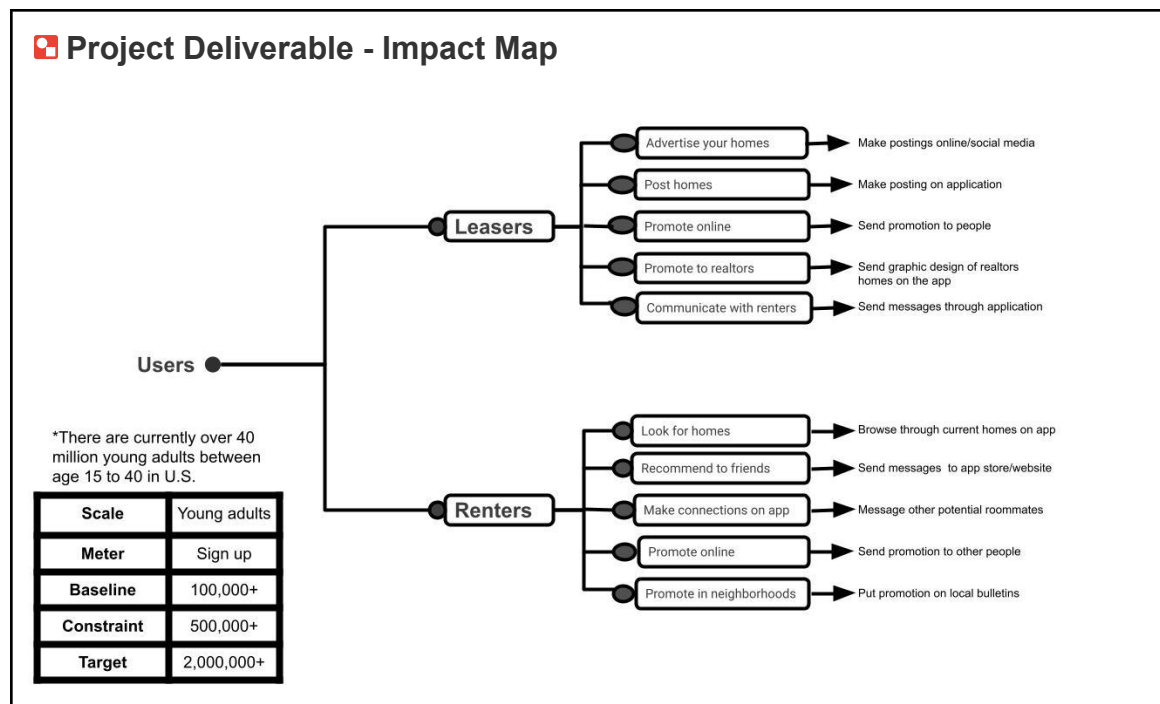 Project Deliverable - Impact Map
Advertise your homes
Make postings online/social media
Post homes
Make posting on application
Leasers
Promote online
Send promotion to people
Promote to realtors
Send graphic design of realtors
homes on the app
Communicate with renters
Send messages through application
Users
Look for homes
Browse through current homes on app
Recommend to friends
Send messages  to app store/website
Renters
Make connections on app
Message other potential roommates
Promote online
Send promotion to other people
Promote in neighborhoods
Put promotion on local bulletins
*There are currently over 40
million young adults between
age 15 to 40 in U.S.
Scale Young adults
Meter Sign up
Baseline 100,000+
Constraint 500,000+
Target 2,000,000+